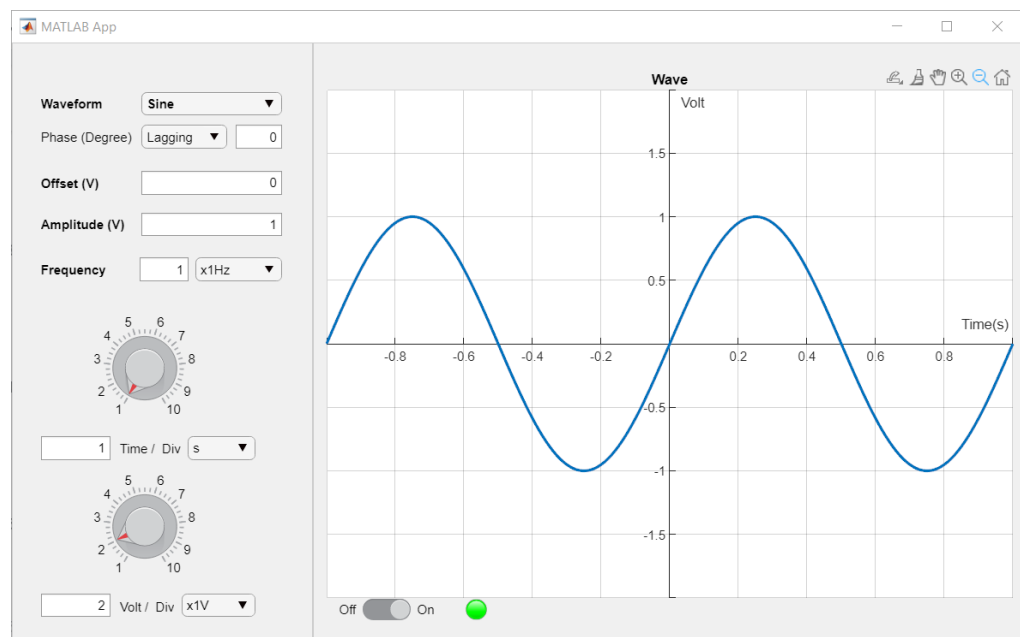 MATLAB App
Waveform Sine
Phase (Degree) Lagging 0
Offset (V) 0
Amplitude (V) 1
Frequency 1 x1Hz
1 2 3 4 5 6 7 8 9 10
1 Time / Div s
1 2 3 4 5 6 7 8 9 10
2 Volt / Div x1V
Wave
Volt
1.5
1
0.5
Time(s)
-0.8 -0.6 -0.4 -0.2 0.2 0.4 0.6 0.8
-0.5
-1
-1.5
Off On